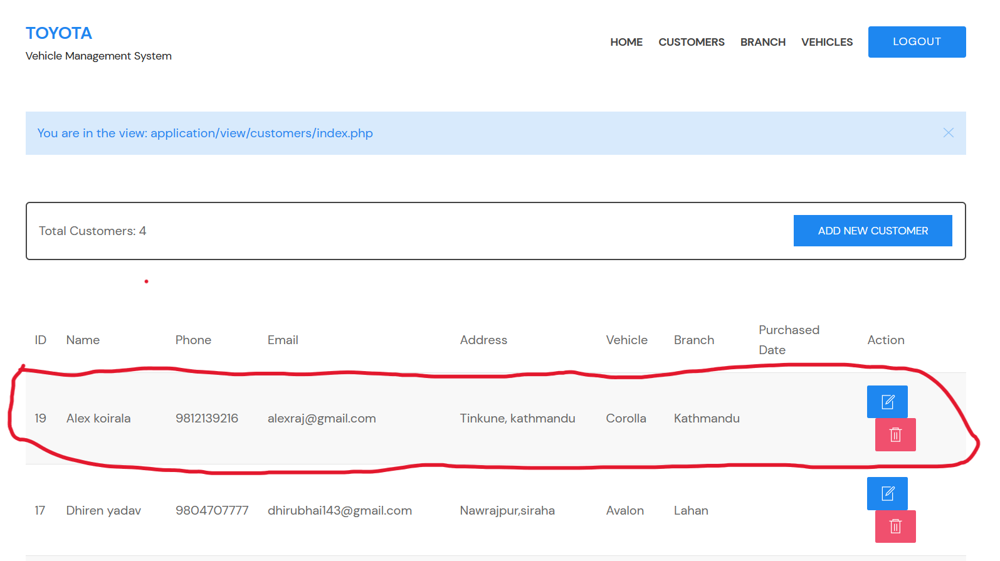 TOYOTA
Vehicle Management System
HOME CUSTOMERS BRANCH VEHICLES LOGOUT
You are in the view: application/view/customers/index.php
Total Customers: 4 ADD NEW CUSTOMER
ID Name Phone Email Address Vehicle Branch Purchased Date Action
19 Alex koirala 9812139216 alexraj@gmail.com Tinkune, kathmandu Corolla Kathmandu
17 Dhiren yadav 9804707777 dhirubhai143@gmail.com Nawrajpur,siraha Avalon Lahan